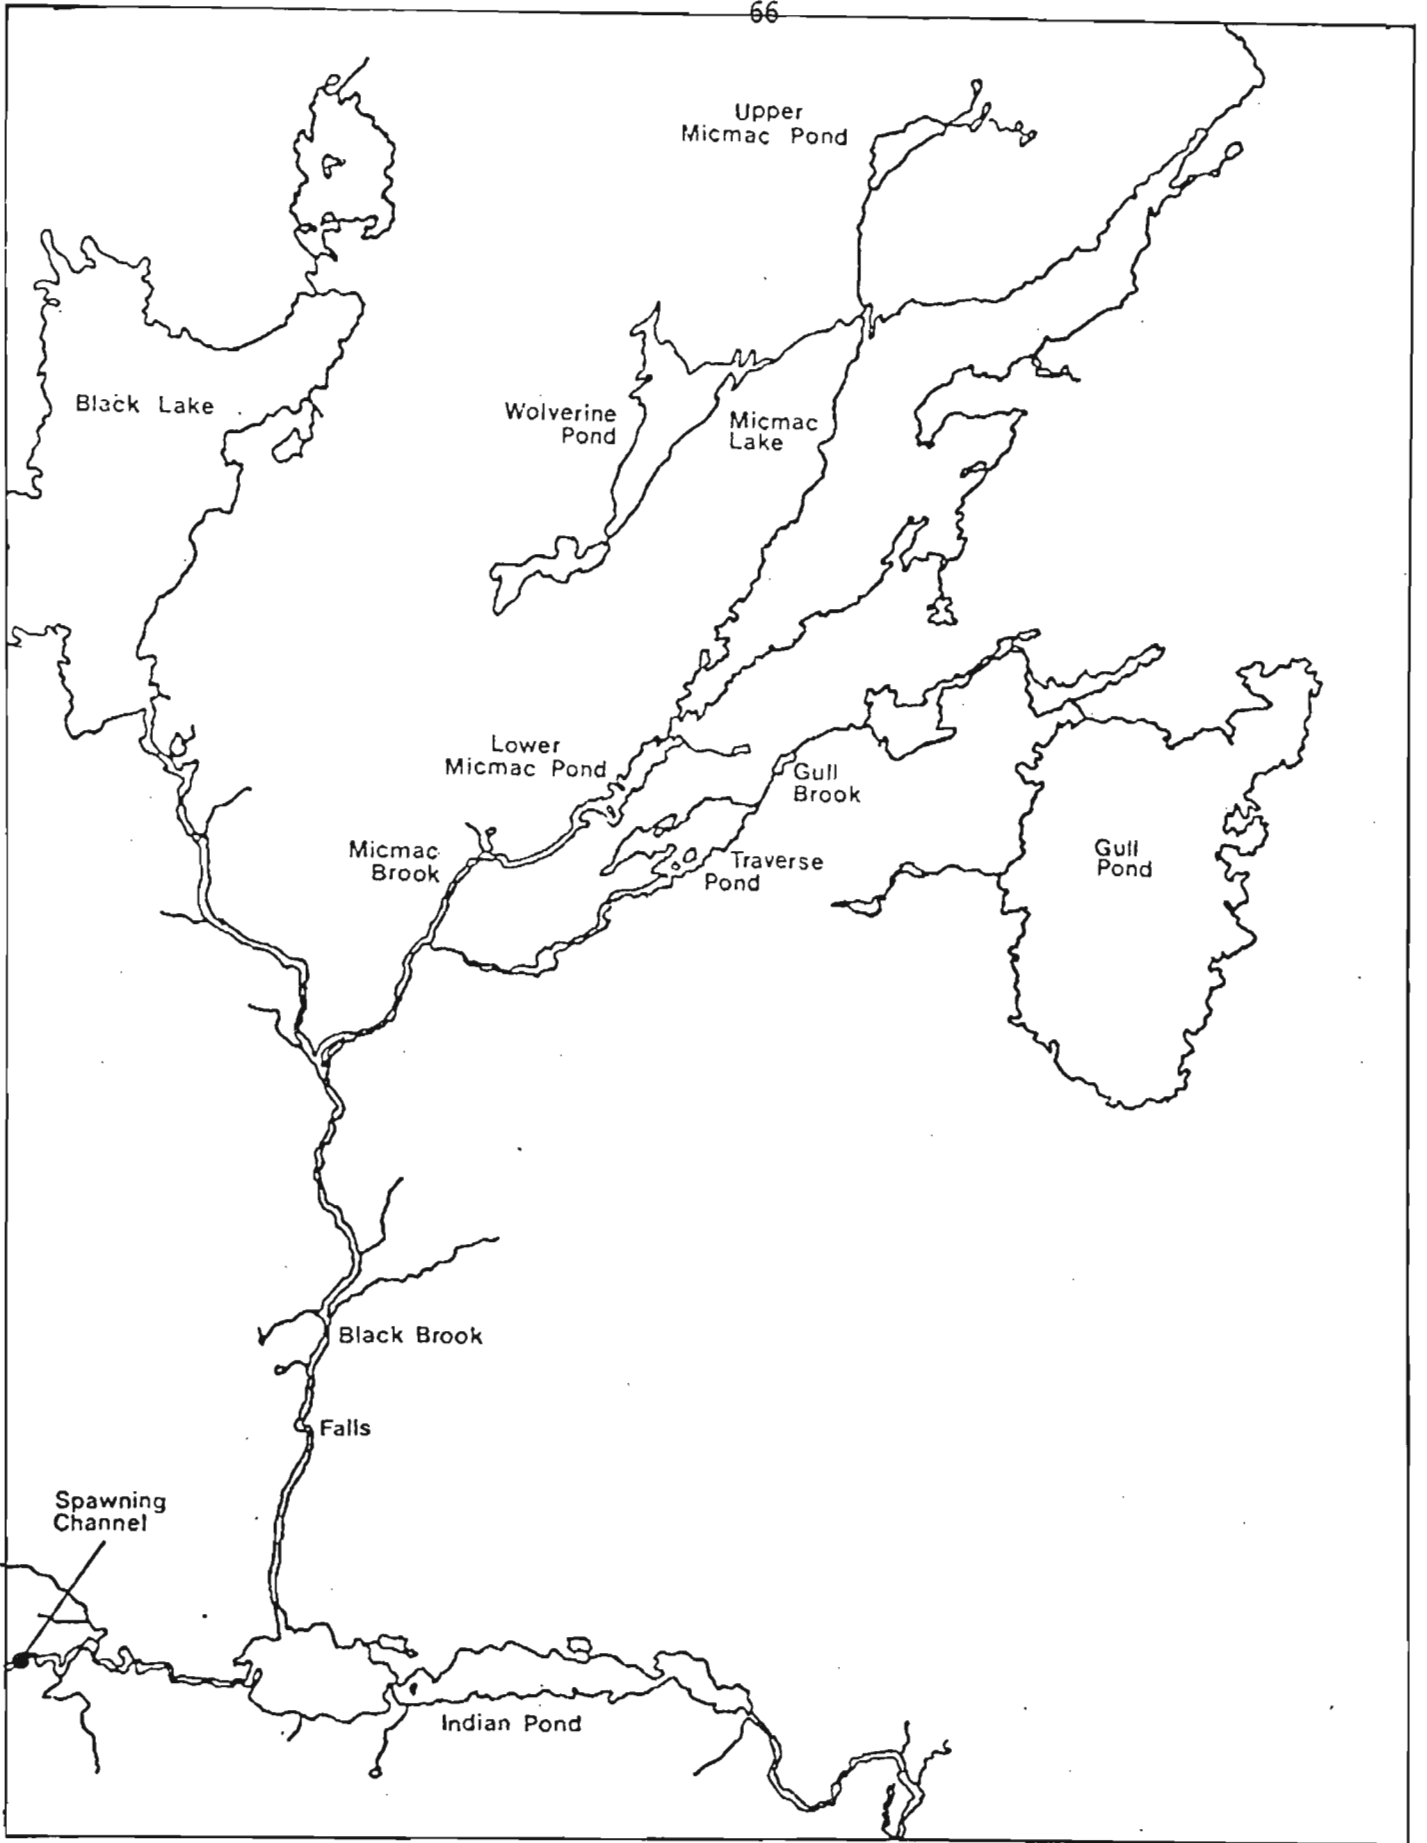 66
Upper
Micmac Pond
Black Lake
Wolverine
Pond
Micmac
Lake
Lower
Micmac Pond
Gull
Brook
Micmac
Brook
Traverse
Pond
Gull
Pond
Black Brook
Falls
Spawning
Channel
Indian Pond